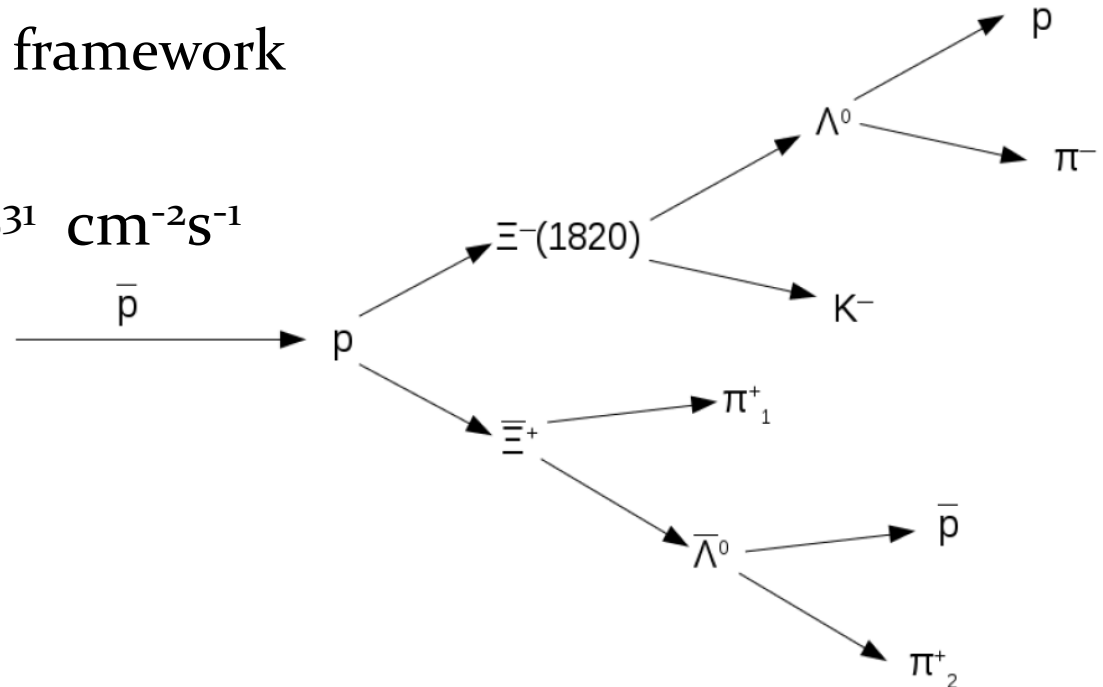 framework
p
Λ⁰
π⁻
³¹ cm⁻²s⁻¹
Ξ⁻(1820)
p̅
K⁻
p
π⁺₁
Ξ̅⁺
p̅
Λ̅⁰
π⁺₂